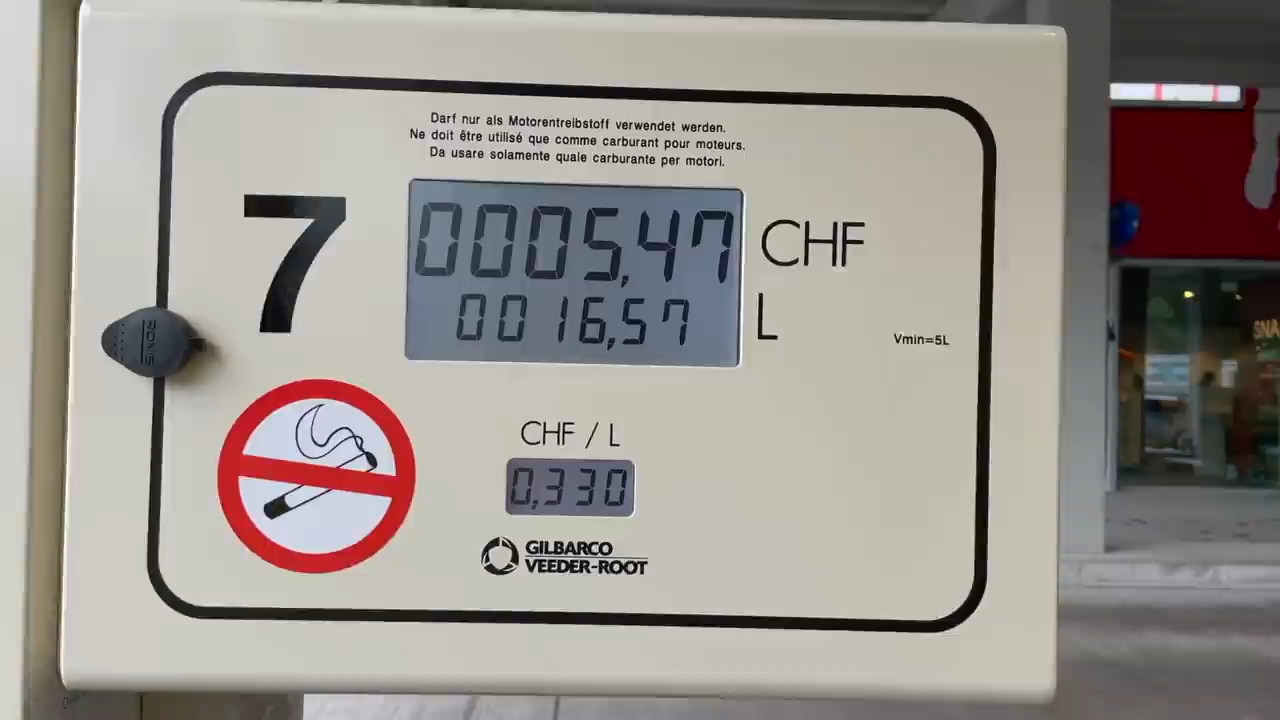 Darf nur als Motorentreibstoff verwendet werden.
Ne doit être utilisé que comme carburant pour moteurs.
Da usare solamente quale carburante per motori.
7
0005,47 CHF
0016,57 L
Vmin=5L
CHF / L
0,330
GILBARCO
VEEDER-ROOT
SNA